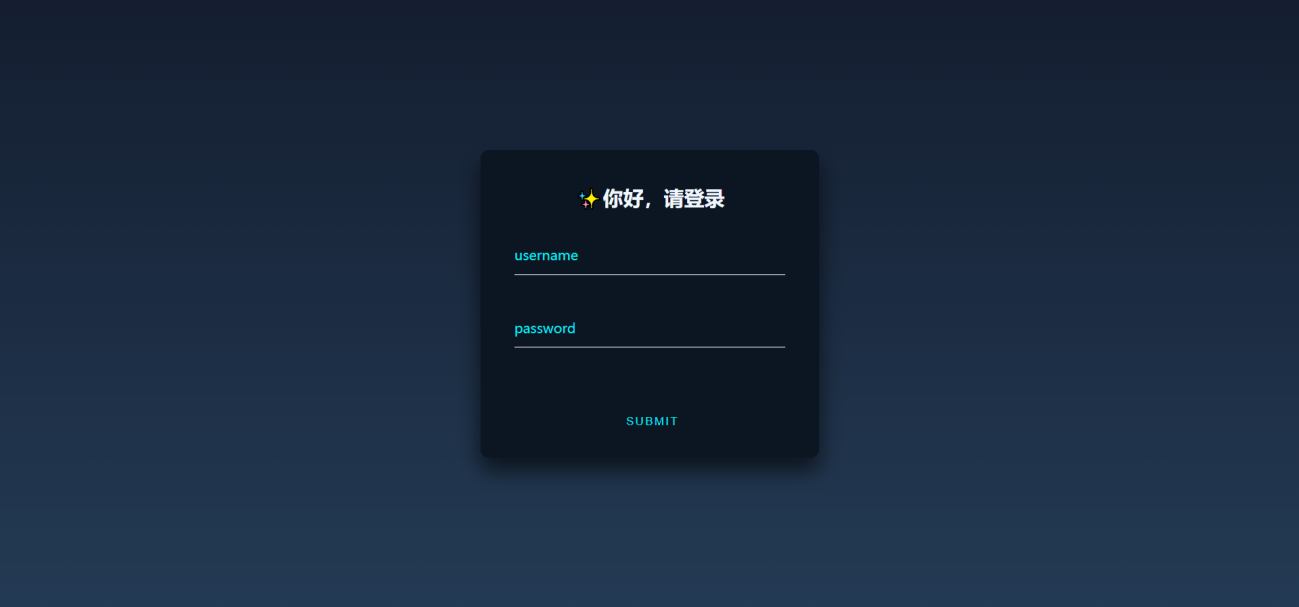 ✨你好，请登录
username
password
SUBMIT